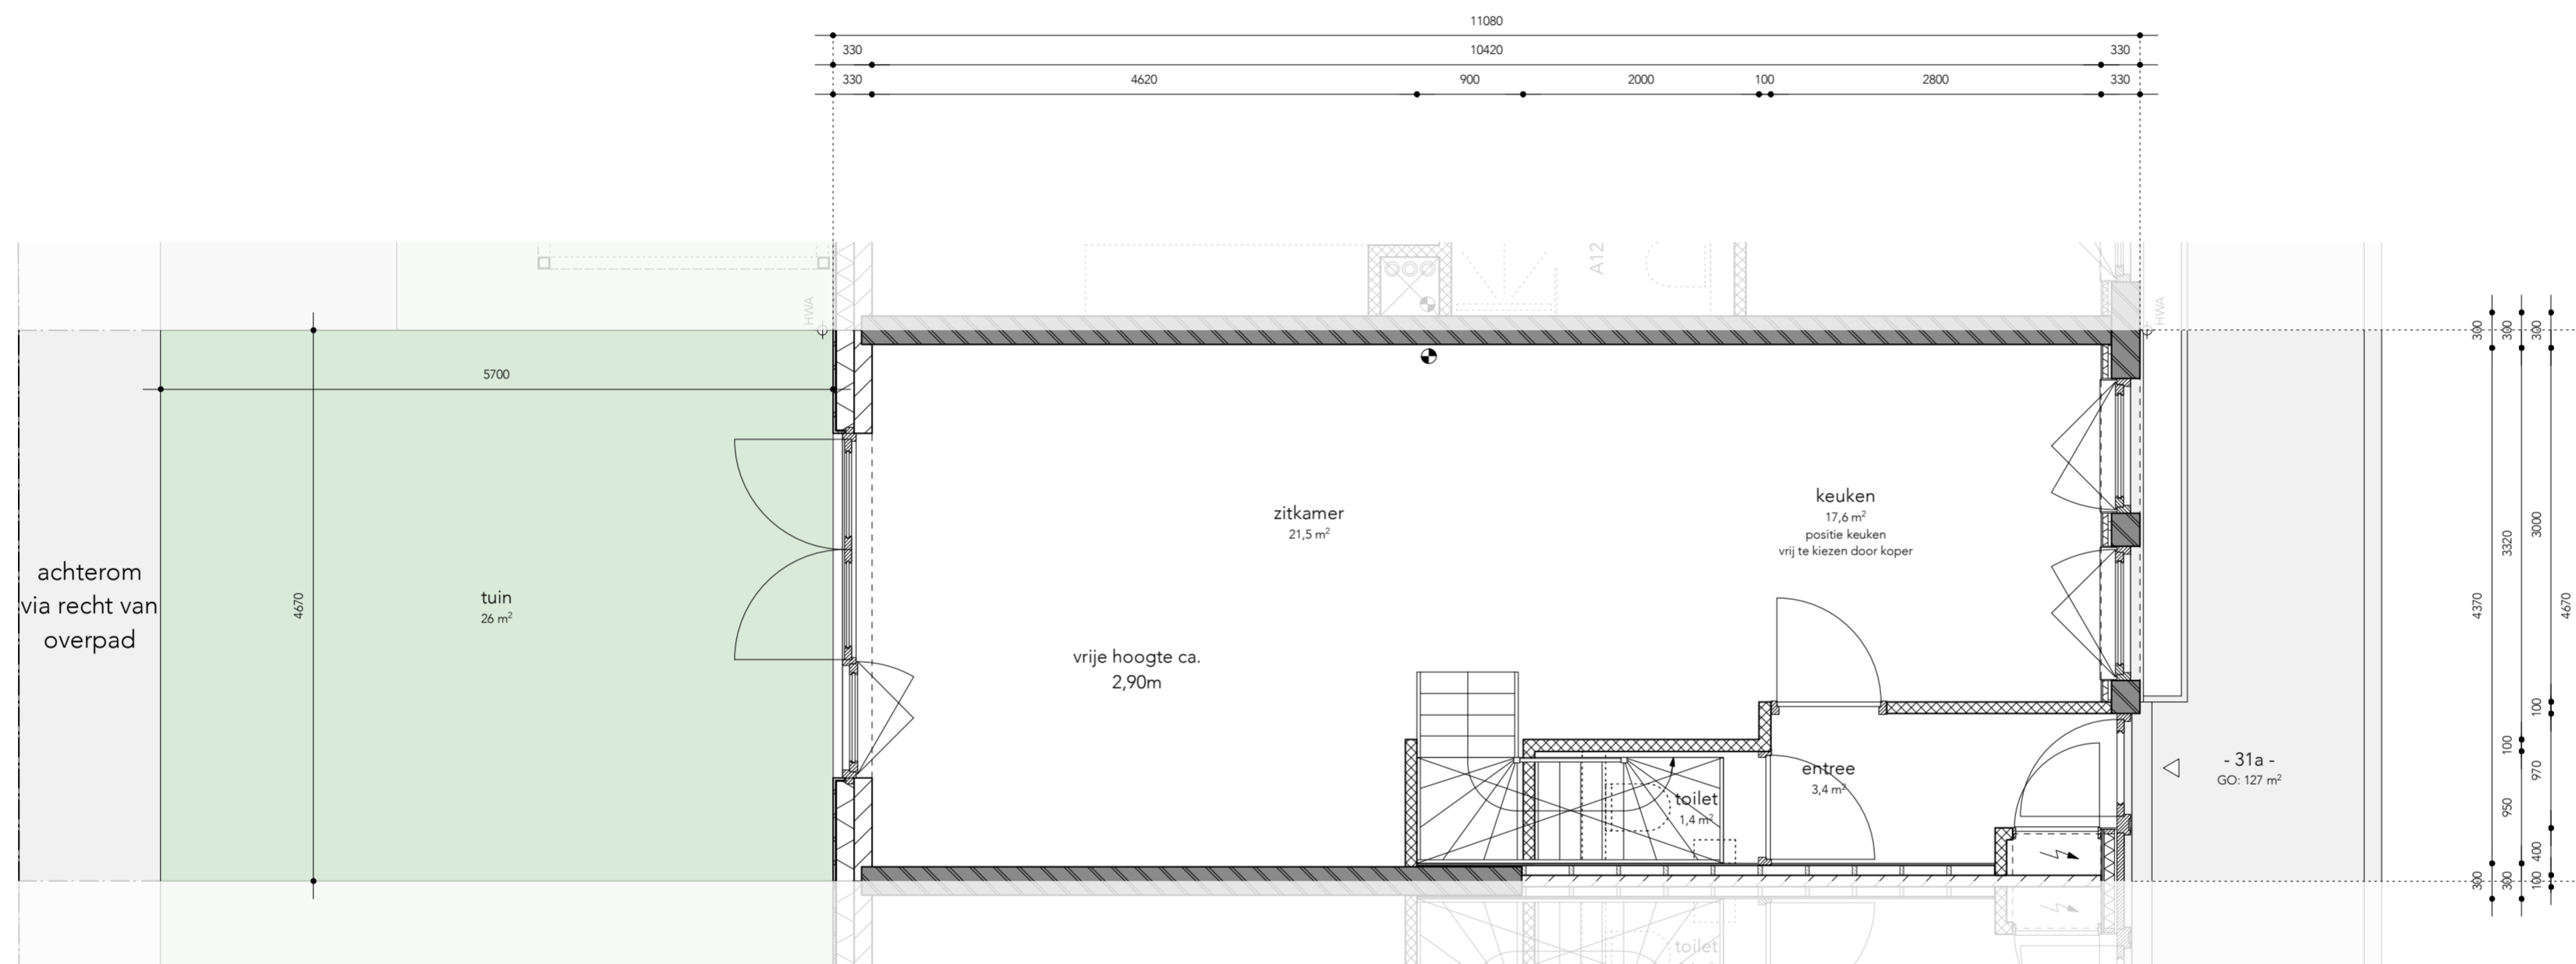 11080
330
10420
330
330
4620
900
2000
100
2800
330
A12
HWA
HWA
300
300
300
5700
keuken
17,6 m²
positie keuken
vrij te kiezen door koper
zitkamer
21,5 m²
achterom
via recht van
overpad
4670
tuin
26 m²
vrije hoogte ca.
2,90m
4370
3320
3000
4670
100
100
970
950
400
entree
3,4 m²
toilet
1,4 m²
- 31a -
GO: 127 m²
300
300
100
toilet